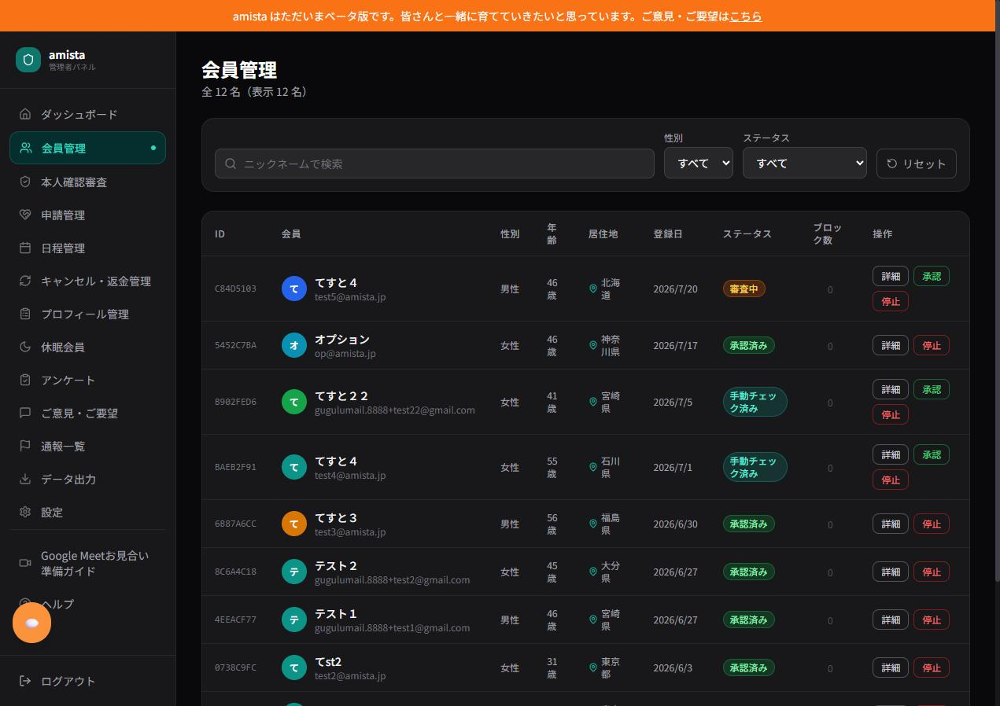 amista はただいまベータ版です。皆さんと一緒に育てていきたいと思っています。ご意見・ご要望はこちら
amista
管理者パネル
ダッシュボード
会員管理
本人確認審査
申請管理
日程管理
キャンセル・返金管理
プロフィール管理
休眠会員
アンケート
ご意見・ご要望
通報一覧
データ出力
設定
Google Meetお見合い
準備ガイド
ヘルプ
ログアウト
会員管理
全 12 名（表示 12 名）
性別
ステータス
ニックネームで検索
すべて
すべて
リセット
ID 会員 性別 年齢 居住地 登録日 ステータス ブロック数 操作
C84D5103 て てすと４ test5@amista.jp 男性 46歳 北海道 2026/7/20 審査中 0 詳細 承認 停止
5452C7BA オ オプション op@amista.jp 女性 46歳 神奈川県 2026/7/17 承認済み 0 詳細 停止
B902FED6 て てすと２２ gugulumail.8888+test22@gmail.com 女性 41歳 宮崎県 2026/7/5 手動チェック済み 0 詳細 承認 停止
BAEB2F91 て てすと４ test4@amista.jp 女性 55歳 石川県 2026/7/1 手動チェック済み 0 詳細 承認 停止
6B87A6CC て てすと３ test3@amista.jp 男性 56歳 福島県 2026/6/30 承認済み 0 詳細 停止
8C6A4C18 テ テスト２ gugulumail.8888+test2@gmail.com 女性 45歳 大分県 2026/6/27 承認済み 0 詳細 停止
4EEACF77 テ テスト１ gugulumail.8888+test1@gmail.com 男性 46歳 宮崎県 2026/6/27 承認済み 0 詳細 停止
0738C9FC て てst2 test2@amista.jp 女性 31歳 東京都 2026/6/3 承認済み 0 詳細 停止